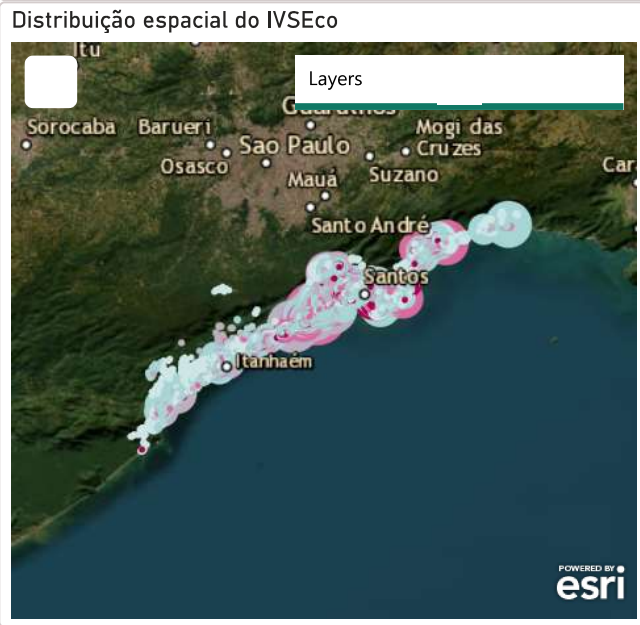 Distribuição espacial do IVSEco
Itu
Layers
Guarulhos
Sorocaba
Barueri
Mogi das
Cruzes
Sao Paulo
Osasco
Suzano
Car
Mauá
Santo André
Santos
Itanhaém
POWERED BY
esri